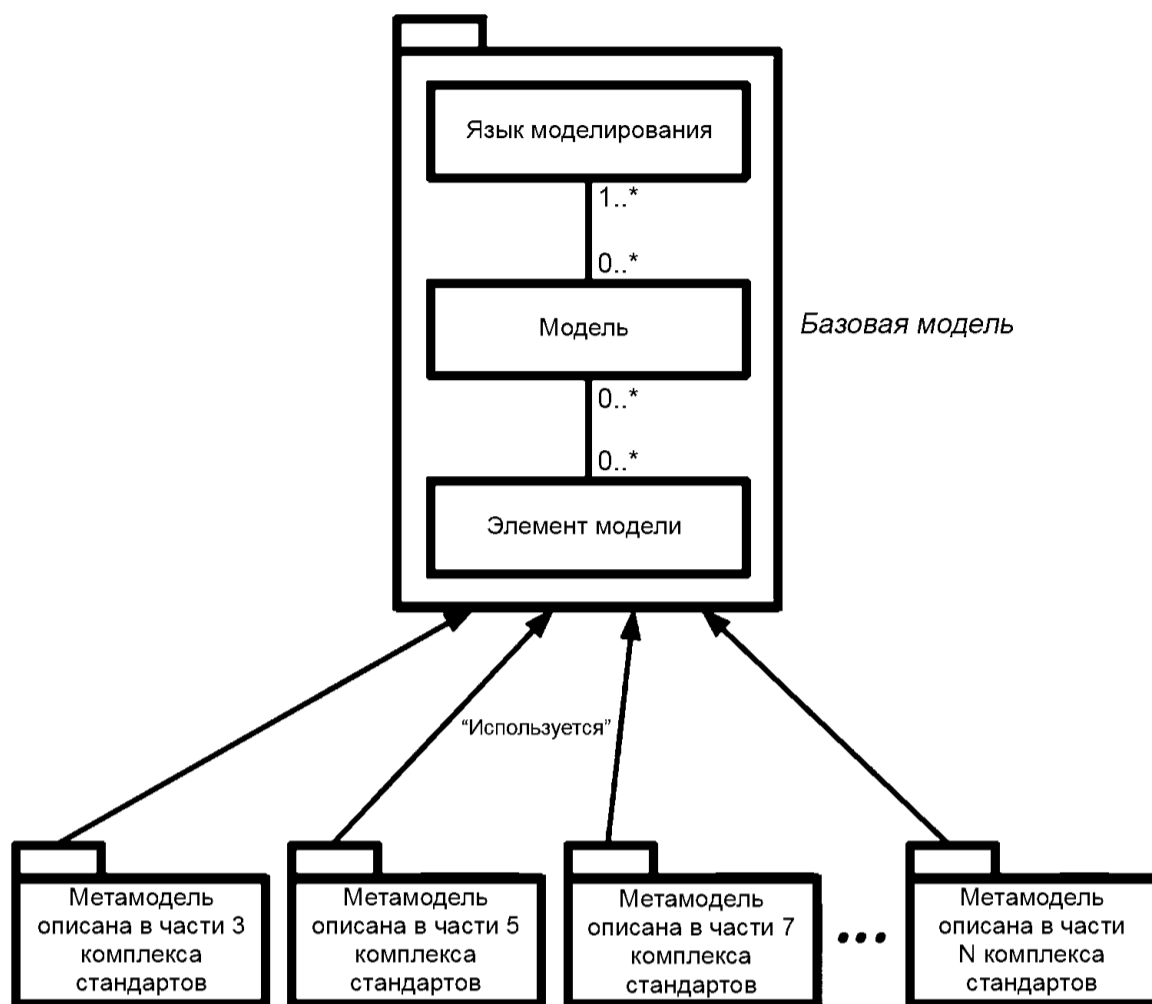 Язык моделирования
1..*
0..*
Модель
Базовая модель
0..*
0..*
Элемент модели
“Используется”
Метамодель
описана в части 3
комплекса
стандартов
Метамодель
описана в части 5
комплекса
стандартов
Метамодель
описана в части 7
комплекса
стандартов
...
Метамодель
описана в части
N комплекса
стандартов